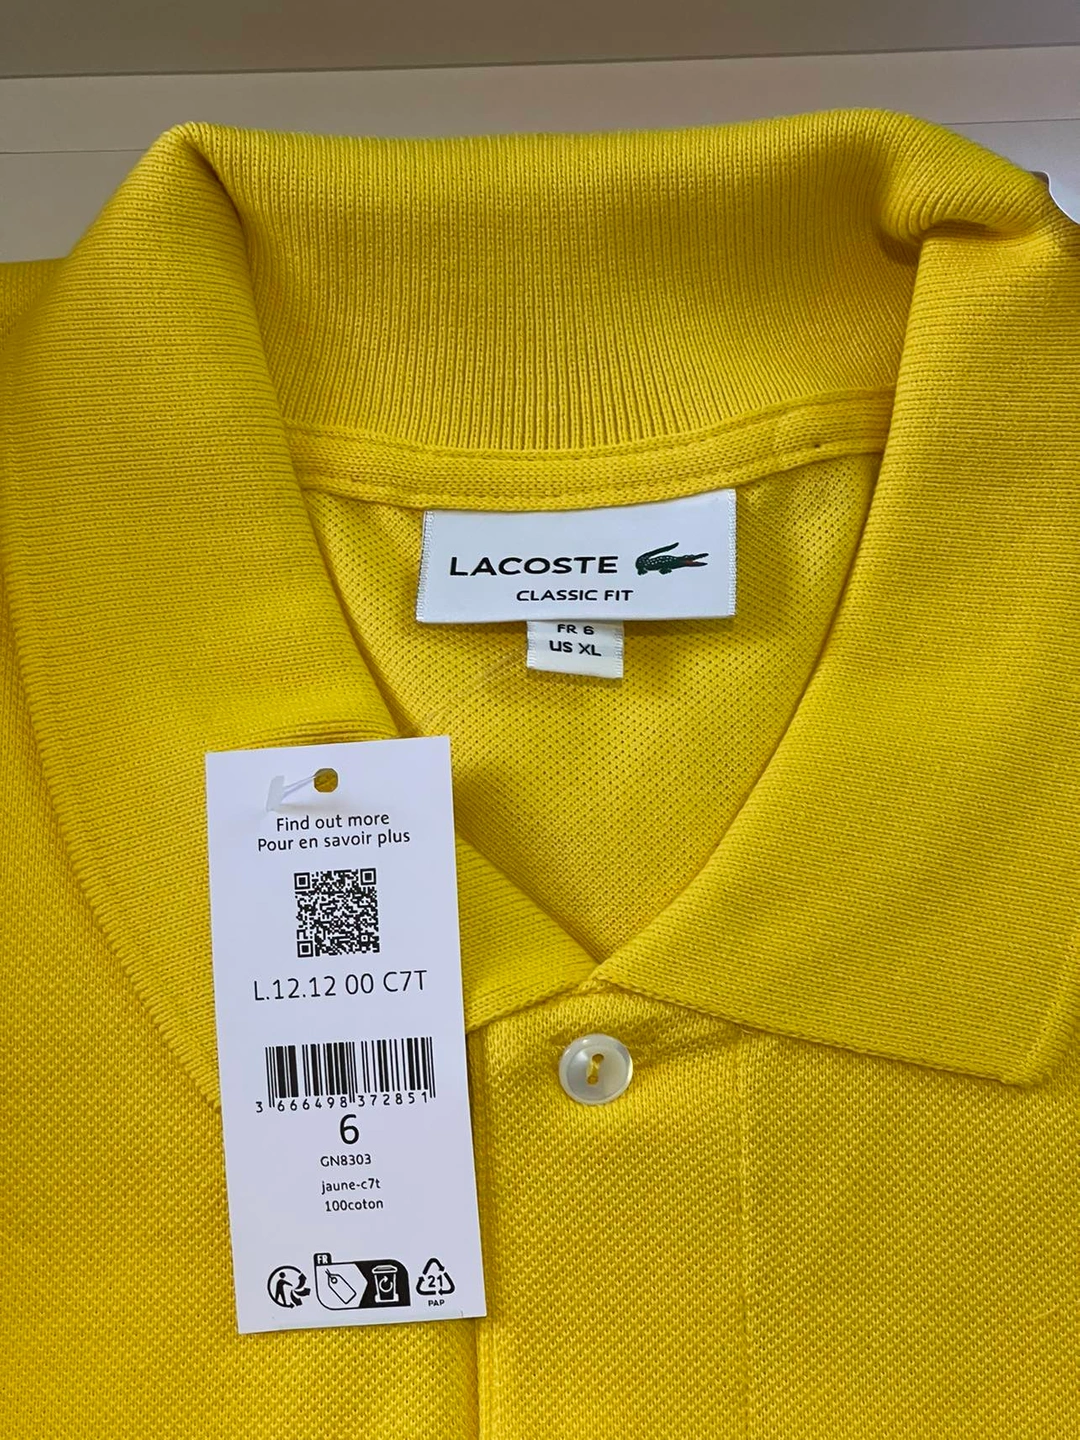 LACOSTE
CLASSIC FIT
FR 6
US XL
Find out more
Pour en savoir plus
L.12.12 00 C7T
3 666498 372851
6
GN8303
jaune-c7t
100coton
FR
21
PAP